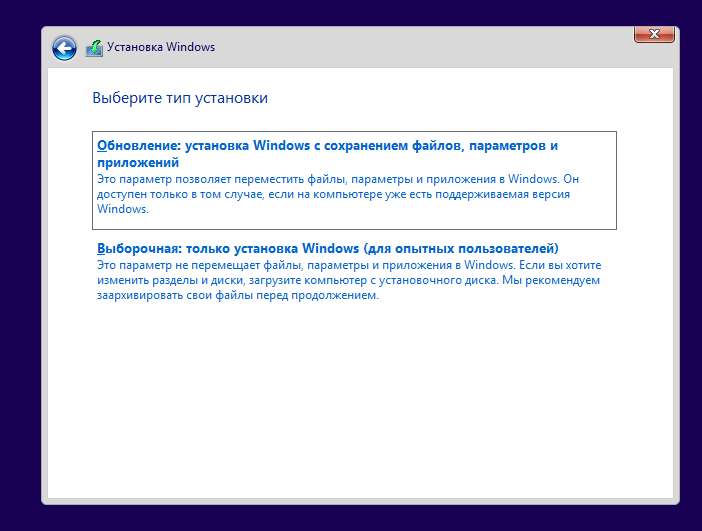 Установка Windows
Выберите тип установки
Обновление: установка Windows с сохранением файлов, параметров и
приложений
Это параметр позволяет переместить файлы, параметры и приложения в Windows. Он
доступен только в том случае, если на компьютере уже есть поддерживаемая версия
Windows.
Выборочная: только установка Windows (для опытных пользователей)
Это параметр не перемещает файлы, параметры и приложения в Windows. Если вы хотите
изменить разделы и диски, загрузите компьютер с установочного диска. Мы рекомендуем
заархивировать свои файлы перед продолжением.